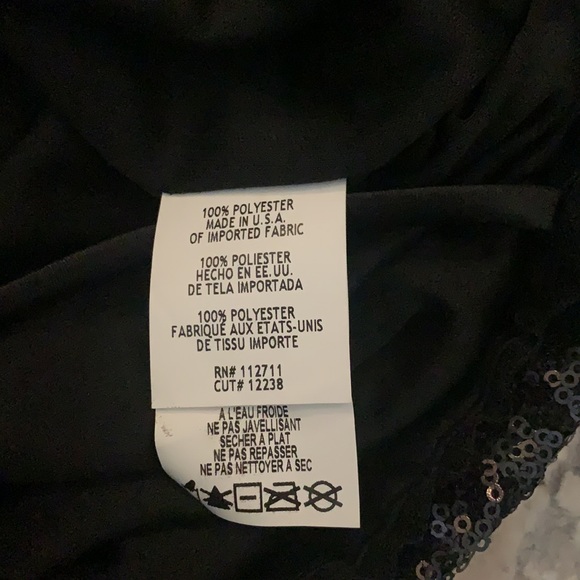 100% POLYESTER
MADE IN U.S.A.
OF IMPORTED FABRIC
100% POLIESTER
HECHO EN EE.UU.
DE TELA IMPORTADA
100% POLYESTER
FABRIQUÉ AUX ETATS-UNIS
DE TISSU IMPORTE
RN# 112711
CUT# 12238
A L'EAU FROIDE
NE PAS JAVELLISANT
SECHER A PLAT
NE PAS REPASSER
NE PAS NETTOYER A SEC